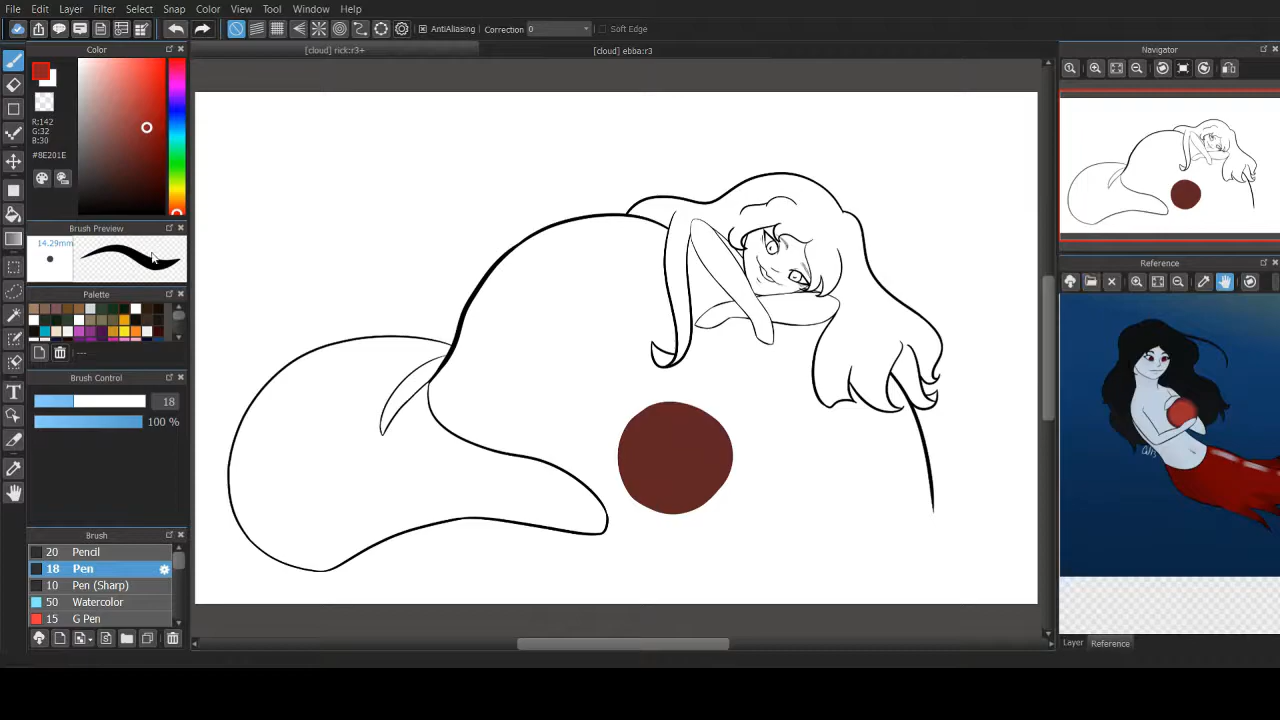 File Edit Layer Filter Select Snap Color View Tool Window Help
AntiAliasing Correction 0 Soft Edge
Color [cloud] rick:r3+ [cloud] ebba:r3 Navigator
R:142
G:32
B:30
#8E201E
Brush Preview
14.29mm
Reference
Palette
---
Brush Control
18
100 %
Brush
20 Pencil
18 Pen
10 Pen (Sharp)
50 Watercolor
15 G Pen
Layer Reference